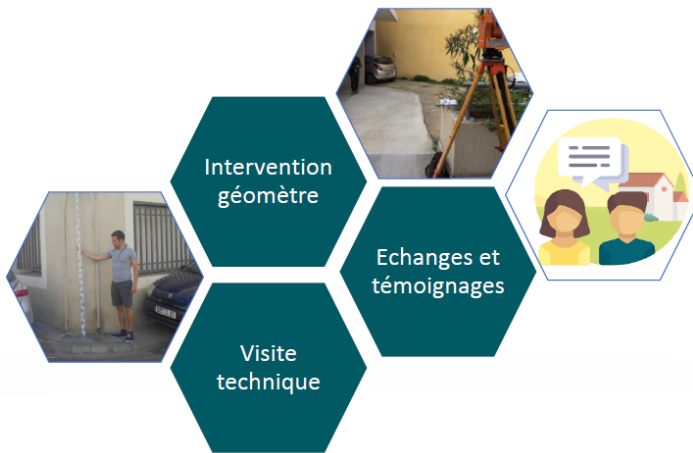 Intervention
géomètre
Echanges et
témoignages
Visite
technique